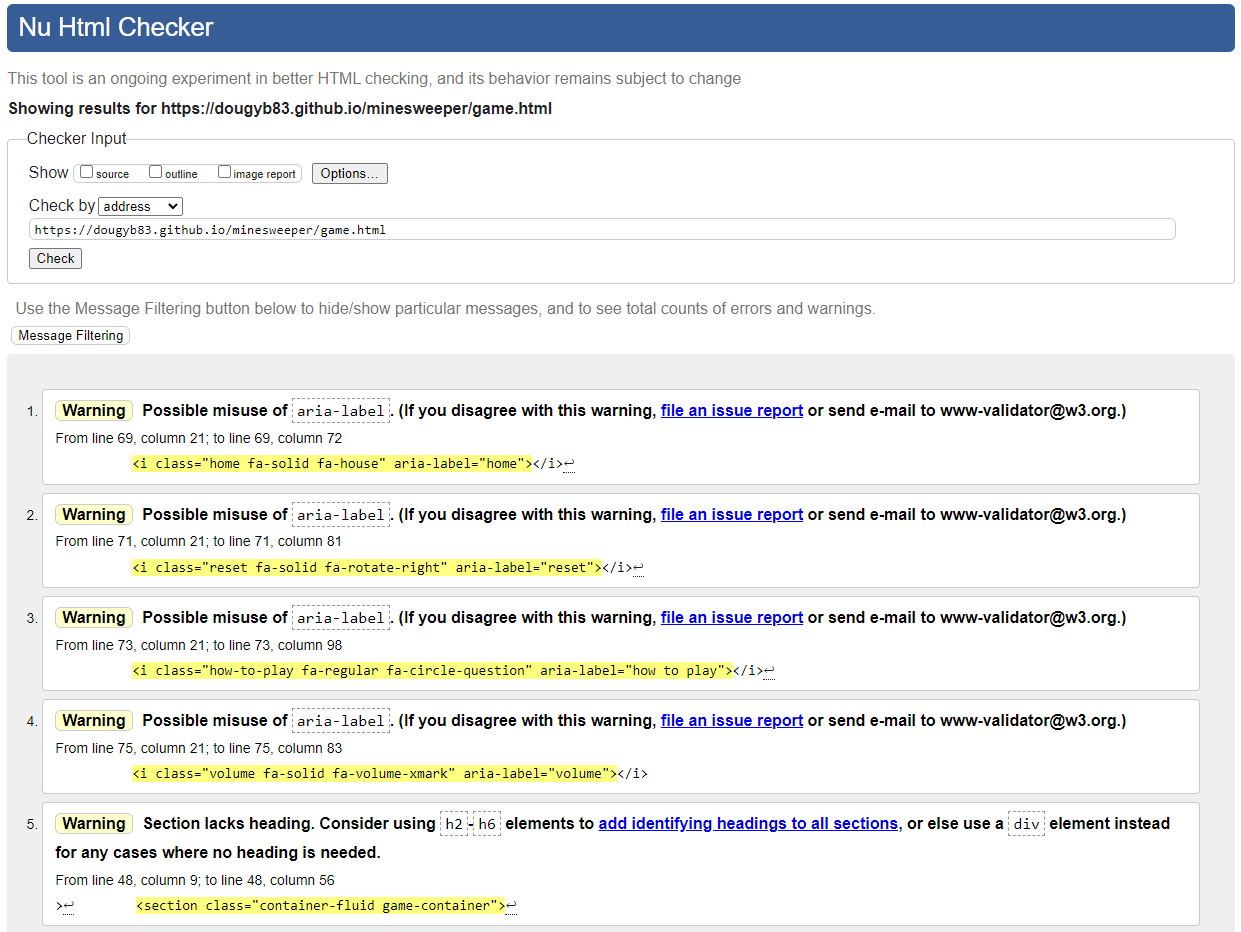 Nu Html Checker
This tool is an ongoing experiment in better HTML checking, and its behavior remains subject to change
Showing results for https://dougyb83.github.io/minesweeper/game.html
Checker Input
Show source outline image report Options...
Check by address
https://dougyb83.github.io/minesweeper/game.html
Check
Use the Message Filtering button below to hide/show particular messages, and to see total counts of errors and warnings.
Message Filtering
1. Warning Possible misuse of aria-label. (If you disagree with this warning, file an issue report or send e-mail to www-validator@w3.org.)
From line 69, column 21; to line 69, column 72
<i class="home fa-solid fa-house" aria-label="home"></i>↩
2. Warning Possible misuse of aria-label. (If you disagree with this warning, file an issue report or send e-mail to www-validator@w3.org.)
From line 71, column 21; to line 71, column 81
<i class="reset fa-solid fa-rotate-right" aria-label="reset"></i>↩
3. Warning Possible misuse of aria-label. (If you disagree with this warning, file an issue report or send e-mail to www-validator@w3.org.)
From line 73, column 21; to line 73, column 98
<i class="how-to-play fa-regular fa-circle-question" aria-label="how to play"></i>↩
4. Warning Possible misuse of aria-label. (If you disagree with this warning, file an issue report or send e-mail to www-validator@w3.org.)
From line 75, column 21; to line 75, column 83
<i class="volume fa-solid fa-volume-xmark" aria-label="volume"></i>
5. Warning Section lacks heading. Consider using h2-h6 elements to add identifying headings to all sections, or else use a div element instead
for any cases where no heading is needed.
From line 48, column 9; to line 48, column 56
>↩ <section class="container-fluid game-container">↩